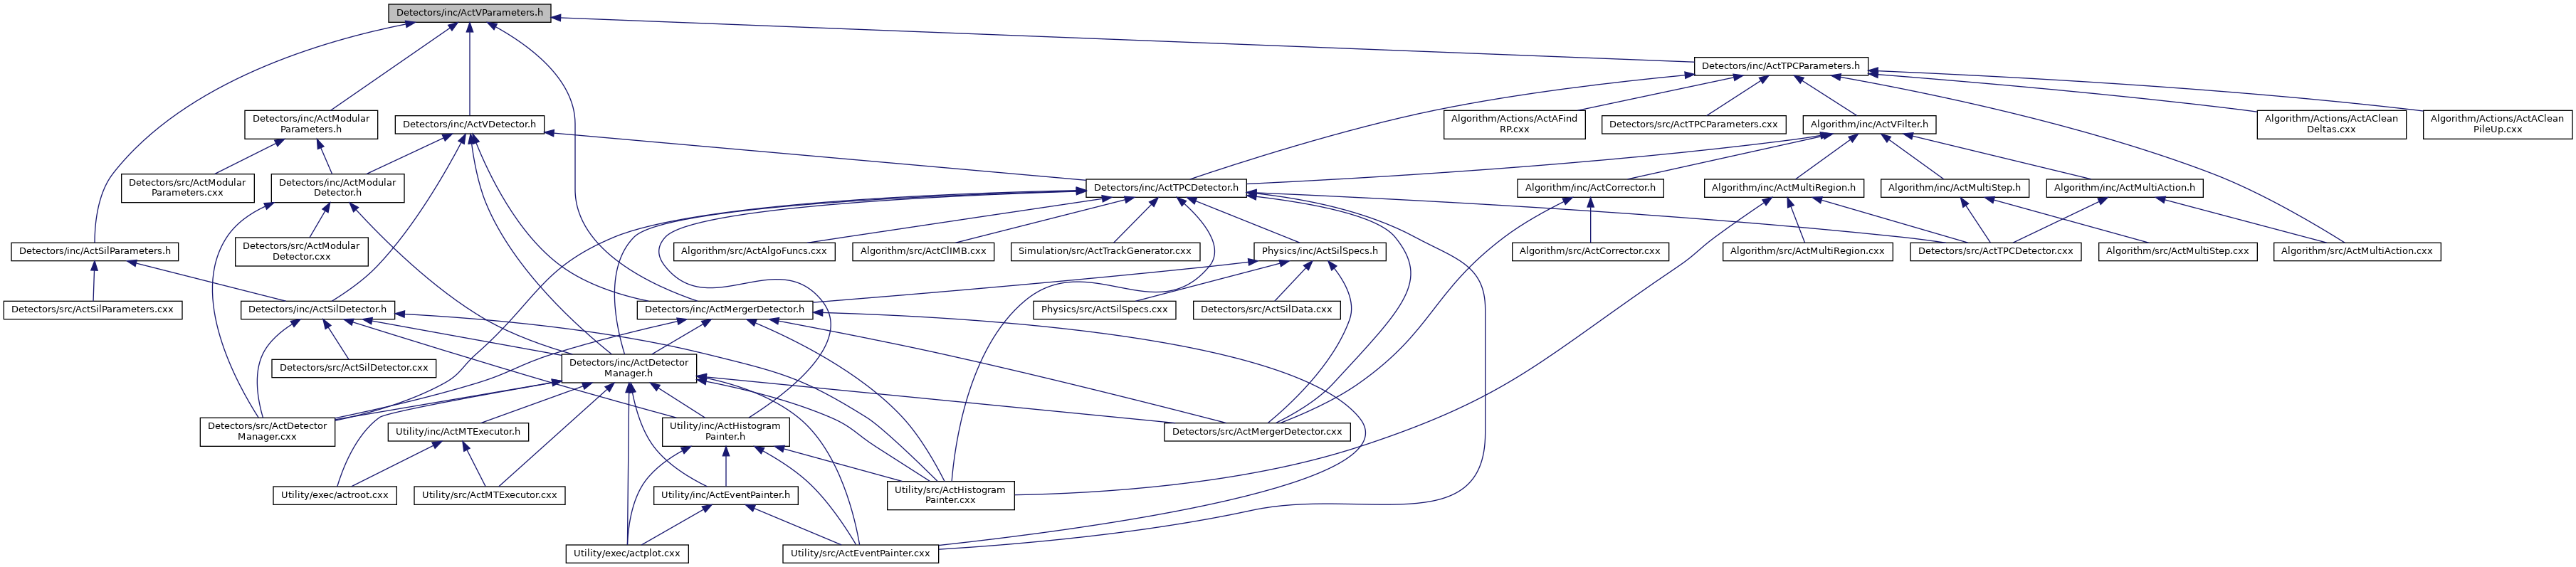 Detectors/inc/ActVParameters.h
Detectors/inc/ActTPCParameters.h
Detectors/inc/ActModular
Parameters.h
Detectors/inc/ActVDetector.h
Algorithm/Actions/ActAFind
RP.cxx
Detectors/src/ActTPCParameters.cxx
Algorithm/inc/ActVFilter.h
Algorithm/Actions/ActAClean
Deltas.cxx
Algorithm/Actions/ActAClean
PileUp.cxx
Detectors/src/ActModular
Parameters.cxx
Detectors/inc/ActModular
Detector.h
Detectors/inc/ActTPCDetector.h
Algorithm/inc/ActCorrector.h
Algorithm/inc/ActMultiRegion.h
Algorithm/inc/ActMultiStep.h
Algorithm/inc/ActMultiAction.h
Detectors/inc/ActSilParameters.h
Detectors/src/ActModular
Detector.cxx
Algorithm/src/ActAlgoFuncs.cxx
Algorithm/src/ActClIMB.cxx
Simulation/src/ActTrackGenerator.cxx
Physics/inc/ActSilSpecs.h
Algorithm/src/ActCorrector.cxx
Algorithm/src/ActMultiRegion.cxx
Detectors/src/ActTPCDetector.cxx
Algorithm/src/ActMultiStep.cxx
Algorithm/src/ActMultiAction.cxx
Detectors/src/ActSilParameters.cxx
Detectors/inc/ActSilDetector.h
Detectors/inc/ActMergerDetector.h
Physics/src/ActSilSpecs.cxx
Detectors/src/ActSilData.cxx
Detectors/src/ActSilDetector.cxx
Detectors/inc/ActDetector
Manager.h
Detectors/src/ActDetector
Manager.cxx
Utility/inc/ActMTExecutor.h
Utility/inc/ActHistogram
Painter.h
Detectors/src/ActMergerDetector.cxx
Utility/exec/actroot.cxx
Utility/src/ActMTExecutor.cxx
Utility/inc/ActEventPainter.h
Utility/src/ActHistogram
Painter.cxx
Utility/exec/actplot.cxx
Utility/src/ActEventPainter.cxx